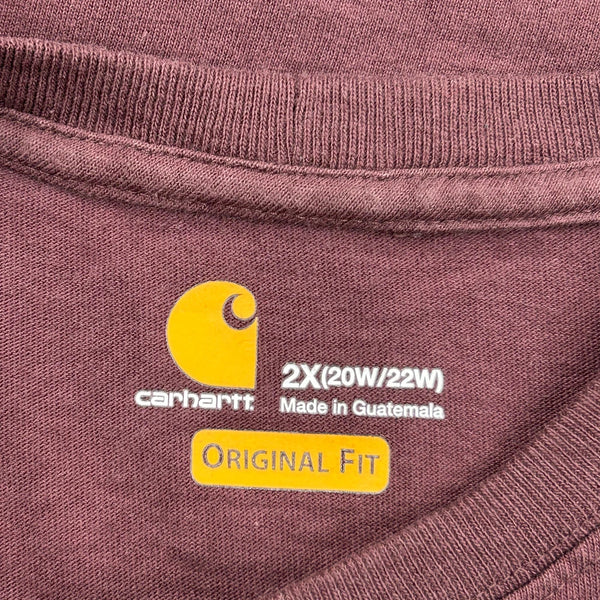 carhartt
2X(20W/22W)
Made in Guatemala
ORIGINAL FIT